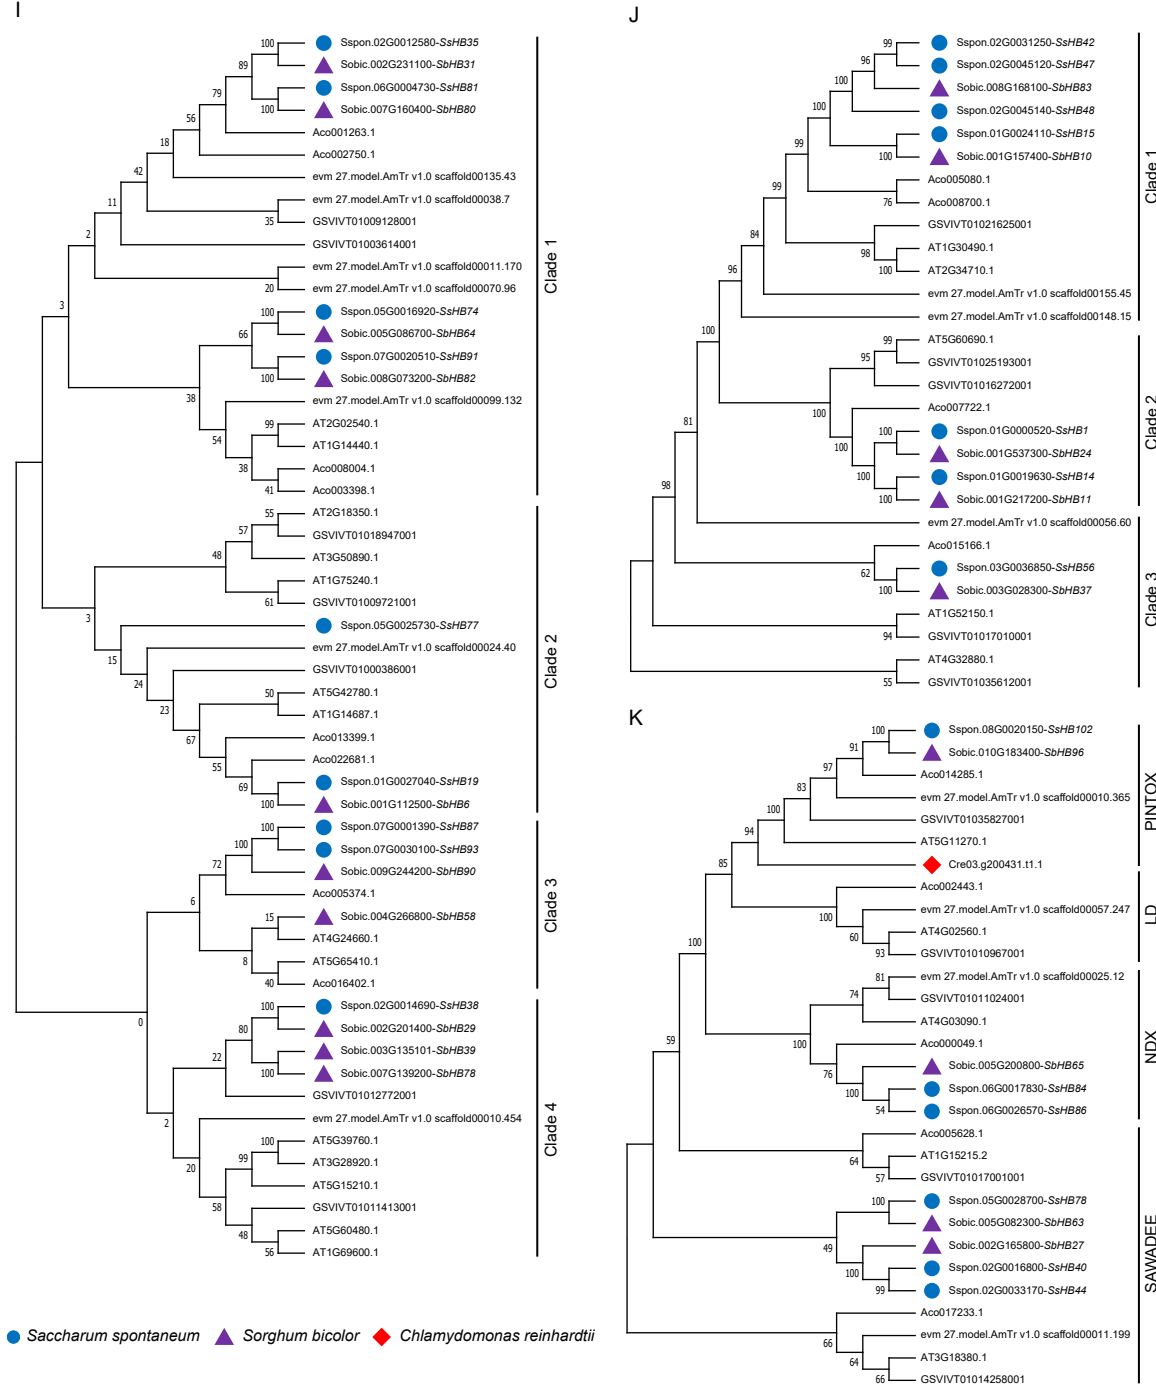 I
100
Sspon.02G0012580-SsHB35
89
Sobic.002G231100-SbHB31
79
Sspon.06G0004730-SsHB81
100
Sobic.007G160400-SbHB80
56
Aco001263.1
18
Aco002750.1
42
evm 27.model.AmTr v1.0 scaffold00135.43
11
evm 27.model.AmTr v1.0 scaffold00038.7
35
GSVIVT01009128001
2
GSVIVT01003614001
evm 27.model.AmTr v1.0 scaffold00011.170
20
evm 27.model.AmTr v1.0 scaffold00070.96
3
100
Sspon.05G0016920-SsHB74
66
Sobic.005G086700-SbHB64
Sspon.07G0020510-SsHB91
100
Sobic.008G073200-SbHB82
38
evm 27.model.AmTr v1.0 scaffold00099.132
54
99
AT2G02540.1
AT1G14440.1
38
Aco008004.1
41
Aco003398.1
Clade 1
55
AT2G18350.1
57
GSVIVT01018947001
48
AT3G50890.1
AT1G75240.1
61
GSVIVT01009721001
3
Sspon.05G0025730-SsHB77
15
evm 27.model.AmTr v1.0 scaffold00024.40
24
GSVIVT01000386001
23
50
AT5G42780.1
AT1G14687.1
67
Aco013399.1
55
Aco022681.1
69
Sspon.01G0027040-SsHB19
100
Sobic.001G112500-SbHB6
Clade 2
100
Sspon.07G0001390-SsHB87
100
Sspon.07G0030100-SsHB93
72
Sobic.009G244200-SbHB90
6
Aco005374.1
15
Sobic.004G266800-SbHB58
AT4G24660.1
8
AT5G65410.1
40
Aco016402.1
Clade 3
0
100
Sspon.02G0014690-SsHB38
80
Sobic.002G201400-SbHB29
22
Sobic.003G135101-SbHB39
100
Sobic.007G139200-SbHB78
GSVIVT01012772001
2
evm 27.model.AmTr v1.0 scaffold00010.454
20
100
AT5G39760.1
99
AT3G28920.1
AT5G15210.1
58
GSVIVT01011413001
48
AT5G60480.1
56
AT1G69600.1
Clade 4
J
99
Sspon.02G0031250-SsHB42
96
Sspon.02G0045120-SsHB47
100
Sobic.008G168100-SbHB83
100
Sspon.02G0045140-SsHB48
Sspon.01G0024110-SsHB15
99
100
Sobic.001G157400-SbHB10
Aco005080.1
99
76
Aco008700.1
GSVIVT01021625001
84
98
AT1G30490.1
100
AT2G34710.1
96
evm 27.model.AmTr v1.0 scaffold00155.45
evm 27.model.AmTr v1.0 scaffold00148.15
Clade 1
100
99
AT5G60690.1
95
GSVIVT01025193001
GSVIVT01016272001
100
Aco007722.1
100
Sspon.01G0000520-SsHB1
100
Sobic.001G537300-SbHB24
100
Sspon.01G0019630-SsHB14
100
Sobic.001G217200-SbHB11
Clade 2
81
evm 27.model.AmTr v1.0 scaffold00056.60
98
Aco015166.1
62
Sspon.03G0036850-SsHB56
100
Sobic.003G028300-SbHB37
AT1G52150.1
94
GSVIVT01017010001
AT4G32880.1
55
GSVIVT01035612001
Clade 3
K
100
Sspon.08G0020150-SsHB102
91
Sobic.010G183400-SbHB96
97
Aco014285.1
83
evm 27.model.AmTr v1.0 scaffold00010.365
100
GSVIVT01035827001
94
AT5G11270.1
Cre03.g200431.t1.1
PINTOX
85
Aco002443.1
100
evm 27.model.AmTr v1.0 scaffold00057.247
60
AT4G02560.1
93
GSVIVT01010967001
LD
100
81
evm 27.model.AmTr v1.0 scaffold00025.12
74
GSVIVT01011024001
AT4G03090.1
100
Aco000049.1
76
Sobic.005G200800-SbHB65
100
Sspon.06G0017830-SsHB84
54
Sspon.06G0026570-SsHB86
NDX
59
Aco005628.1
64
AT1G15215.2
57
GSVIVT01017001001
100
Sspon.05G0028700-SsHB78
Sobic.005G082300-SbHB63
49
Sobic.002G165800-SbHB27
100
Sspon.02G0016800-SsHB40
99
Sspon.02G0033170-SsHB44
Aco017233.1
66
evm 27.model.AmTr v1.0 scaffold00011.199
64
AT3G18380.1
66
GSVIVT01014258001
SAWADEE
Saccharum spontaneum
Sorghum bicolor
Chlamydomonas reinhardtii